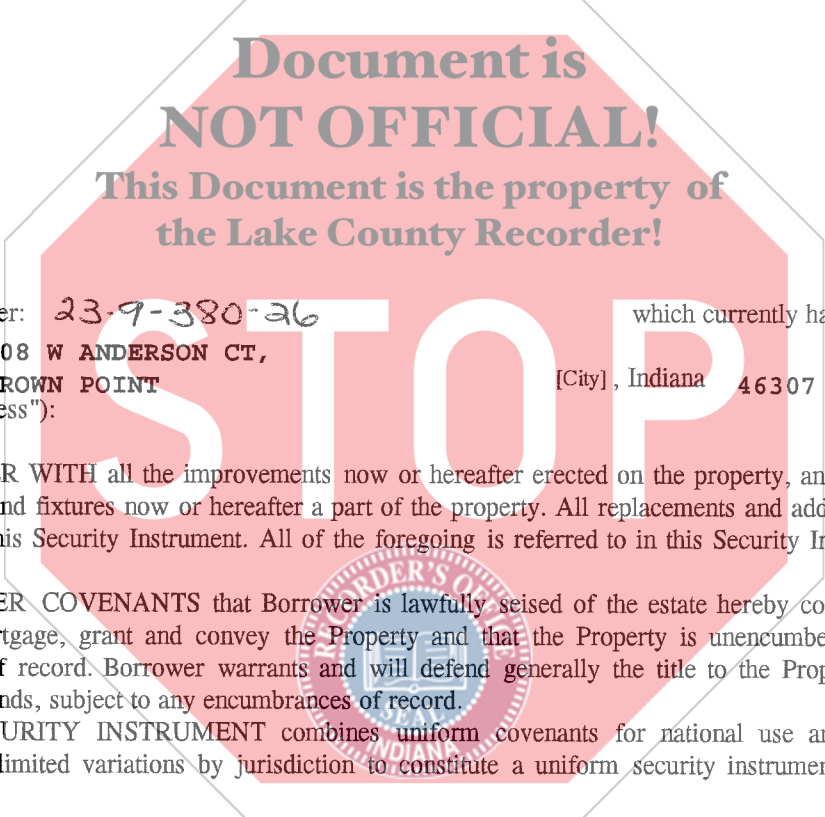 Document is
NOT OFFICIAL!
This Document is the property of
the Lake County Recorder!
er: 23-9-380-26 which currently ha
08 W ANDERSON CT,
ROWN POINT [City] , Indiana 46307
ess"):
STOP
R WITH all the improvements now or hereafter erected on the property, an
nd fixtures now or hereafter a part of the property. All replacements and add
is Security Instrument. All of the foregoing is referred to in this Security In
ER COVENANTS that Borrower is lawfully seised of the estate hereby co
rtgage, grant and convey the Property and that the Property is unencumbe
f record. Borrower warrants and will defend generally the title to the Prop
nds, subject to any encumbrances of record.
URITY INSTRUMENT combines uniform covenants for national use an
limited variations by jurisdiction to constitute a uniform security instrumen
RECORDER'S OFFICE
SEAL
INDIANA